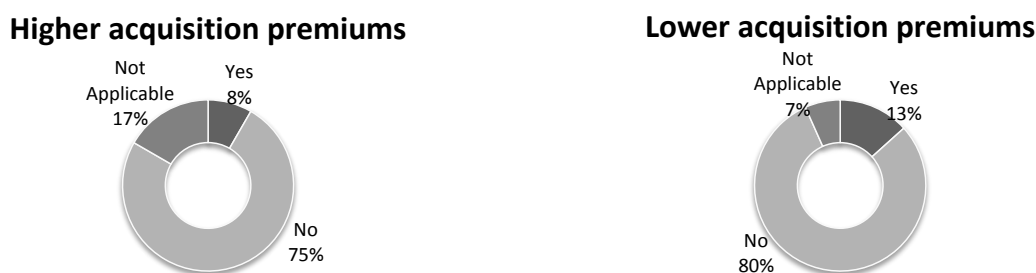 Higher acquisition premiums
Not
Applicable
17%
Yes
8%
No
75%
Lower acquisition premiums
Not
Applicable
7%
Yes
13%
No
80%